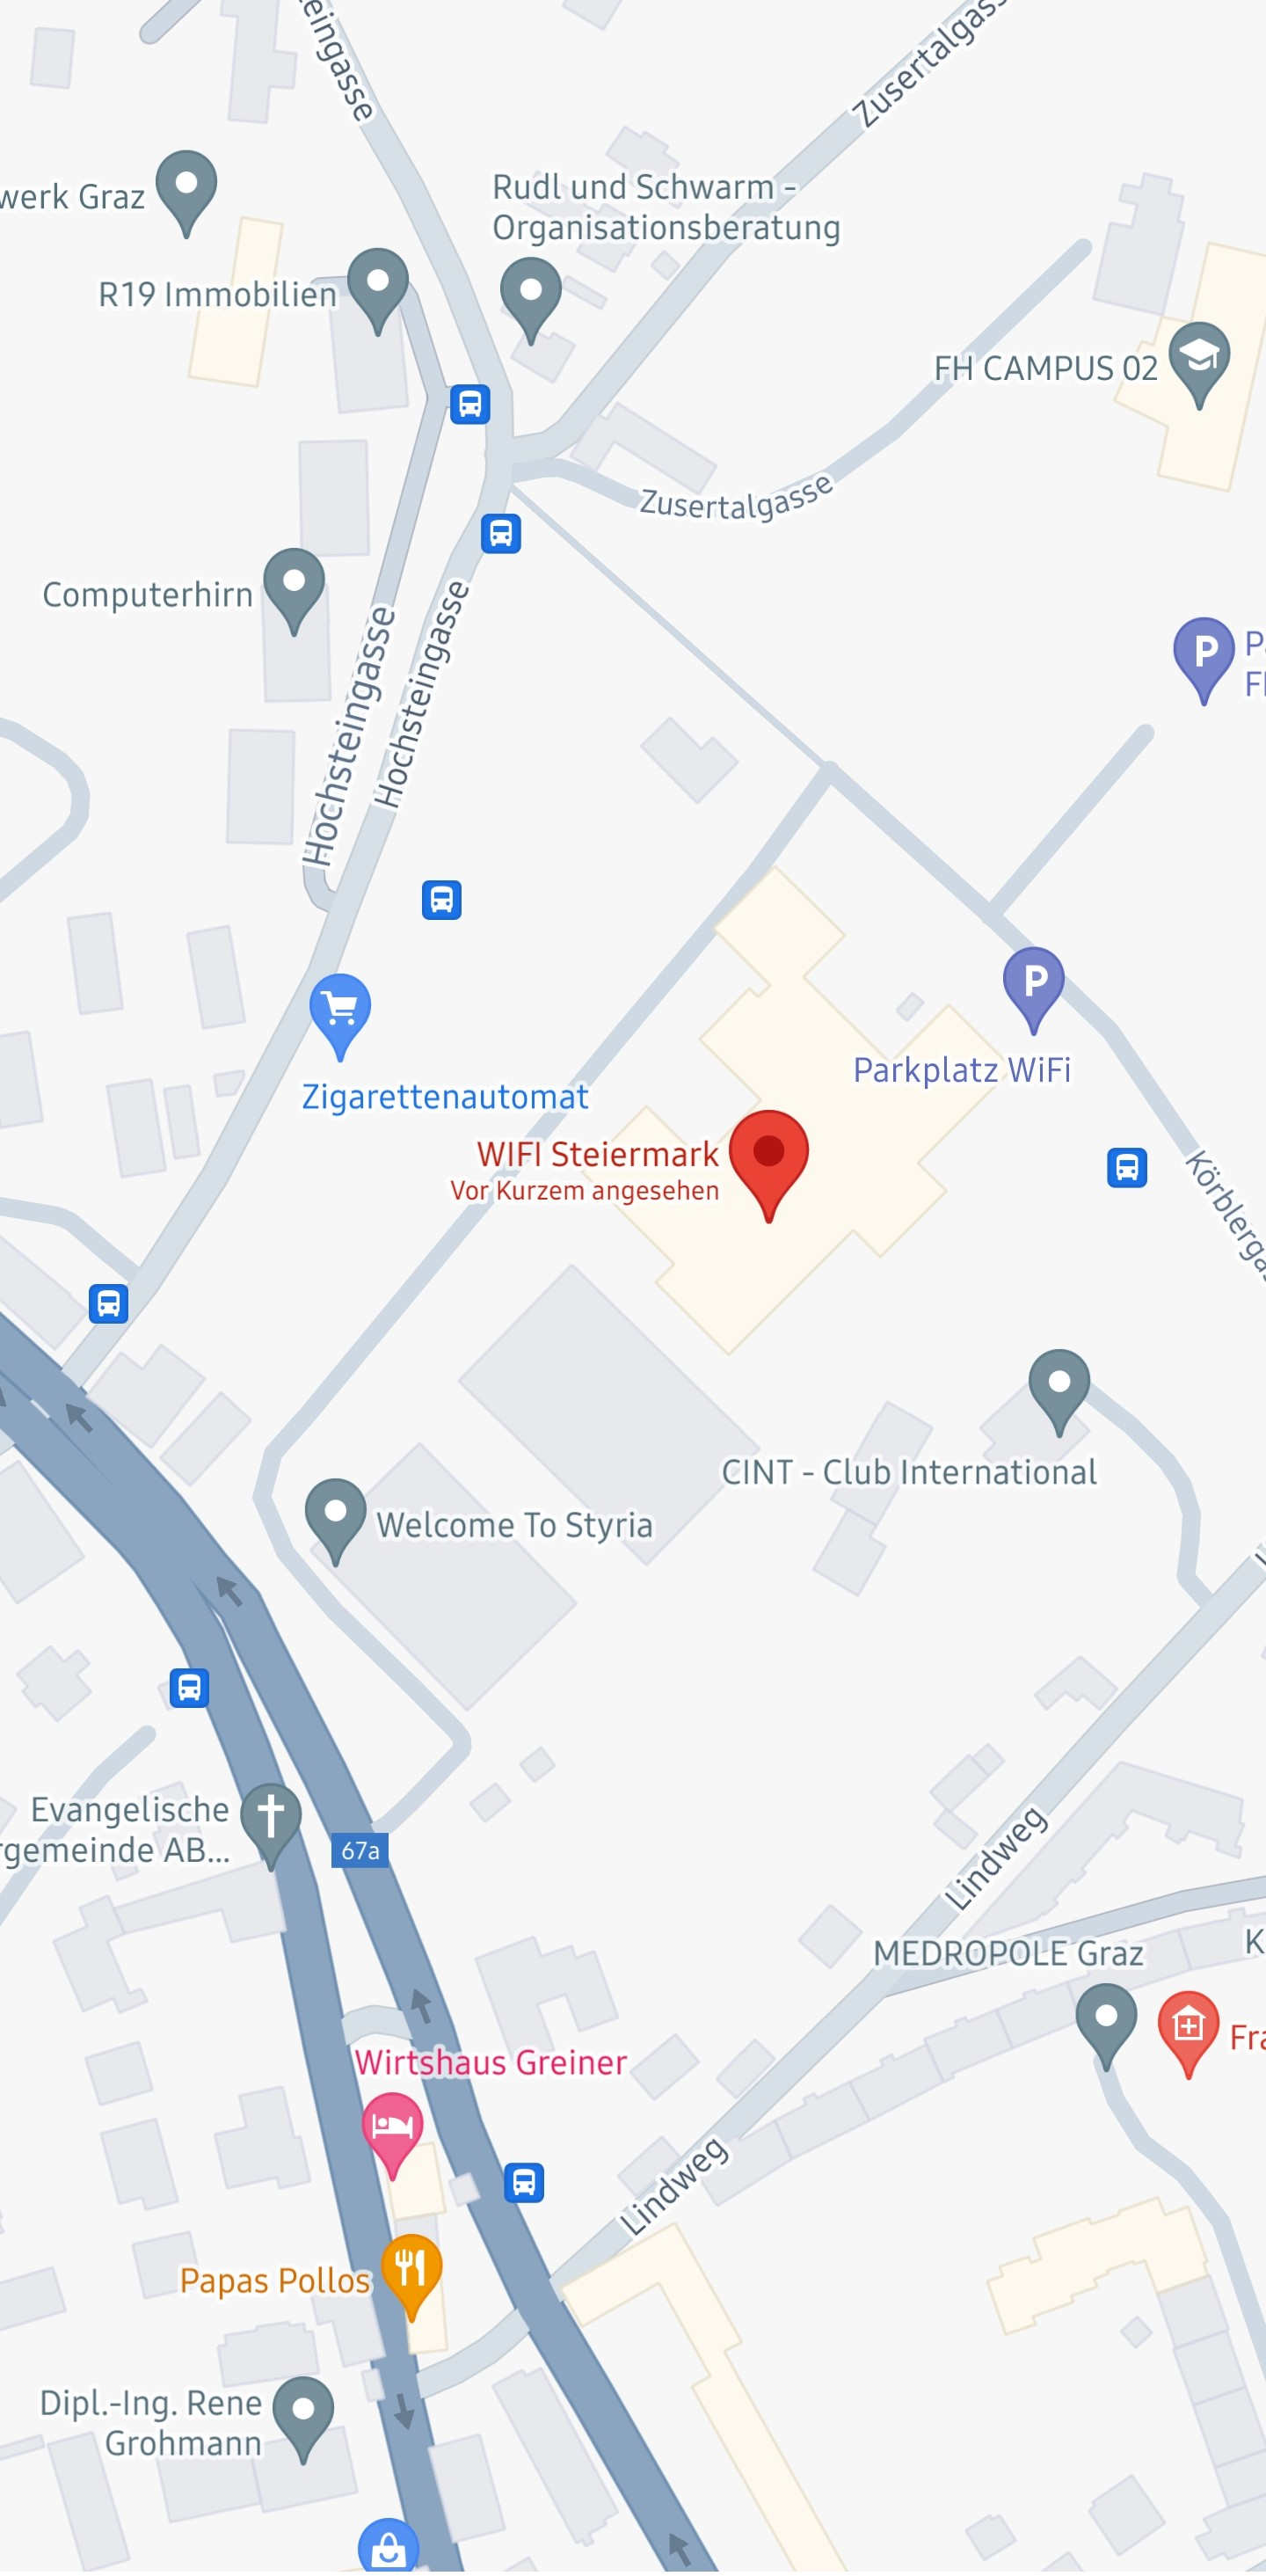 eingasse
Zusertalgass
werk Graz
Rudl und Schwarm -
Organisationsberatung
R19 Immobilien
FH CAMPUS 02
Zusertalgasse
Computerhirn
Hochsteingasse
Hochsteingasse
P
P
Zigarettenautomat
Parkplatz WiFi
WIFI Steiermark
Vor Kurzem angesehen
Körblerga
CINT - Club International
Welcome To Styria
Evangelische
rgemeinde AB...
67a
Lindweg
MEDROPOLE Graz
K
Fra
Wirtshaus Greiner
Lindweg
Papas Pollos
Dipl.-Ing. Rene
Grohmann